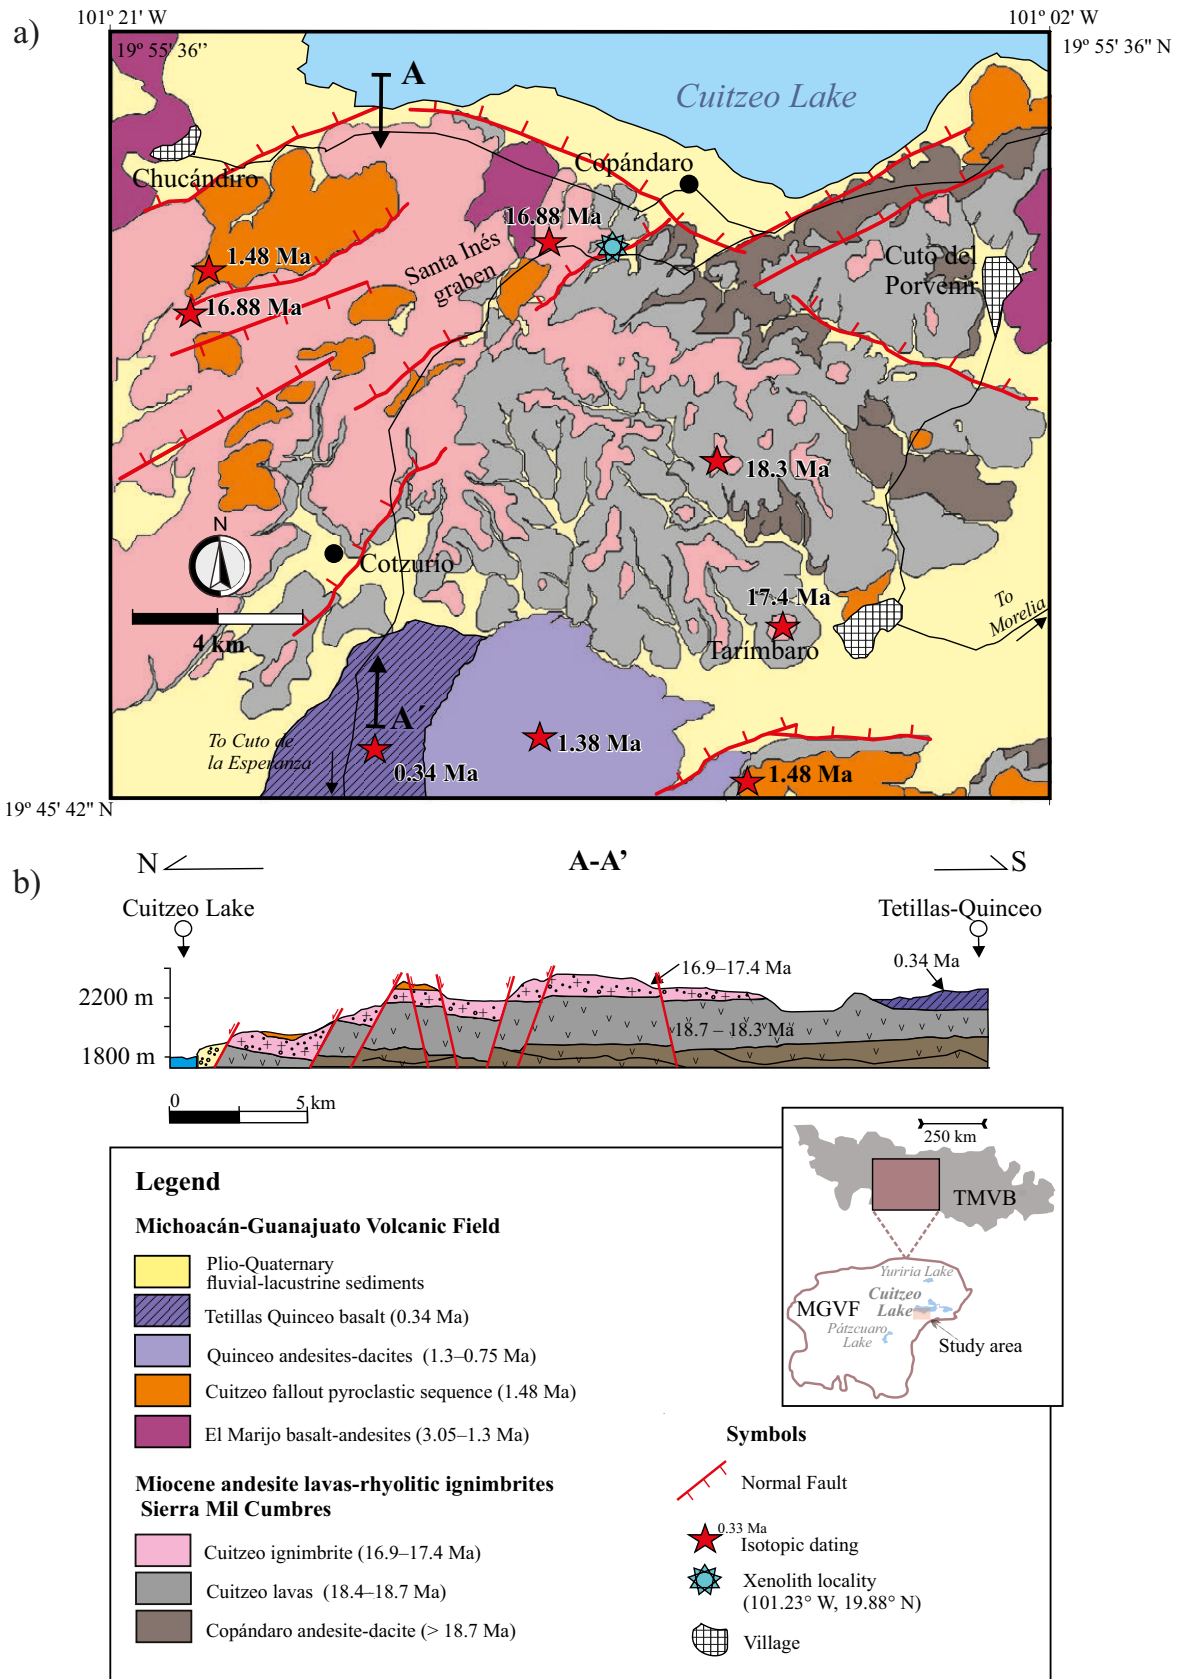 a)
101º 21' W
101º 02' W
19º 55' 36''
19º 55' 36'' N
A
Cuitzeo Lake
Chucándiro
Copándaro
16.88 Ma
1.48 Ma
16.88 Ma
Santa Inés
graben
Cuto del
Porvenir
18.3 Ma
N
Cotzurio
4 km
17.4 Ma
Tarímbaro
To
Morelia
A´
To Cuto de
la Esperanza
0.34 Ma
1.38 Ma
1.48 Ma
19º 45' 42'' N
b)
N
A-A'
S
Cuitzeo Lake
Tetillas-Quinceo
2200 m
1800 m
16.9–17.4 Ma
0.34 Ma
18.7 – 18.3 Ma
0
5 km
250 km
TMVB
Yuriria Lake
MGVF
Cuitzeo
Lake
Pátzcuaro
Lake
Study area
Legend
Michoacán-Guanajuato Volcanic Field
Plio-Quaternary
fluvial-lacustrine sediments
Tetillas Quinceo basalt (0.34 Ma)
Quinceo andesites-dacites (1.3–0.75 Ma)
Cuitzeo fallout pyroclastic sequence (1.48 Ma)
El Marijo basalt-andesites (3.05–1.3 Ma)
Miocene andesite lavas-rhyolitic ignimbrites
Sierra Mil Cumbres
Cuitzeo ignimbrite (16.9–17.4 Ma)
Cuitzeo lavas (18.4–18.7 Ma)
Copándaro andesite-dacite (> 18.7 Ma)
Symbols
Normal Fault
0.33 Ma
Isotopic dating
Xenolith locality
(101.23° W, 19.88° N)
Village